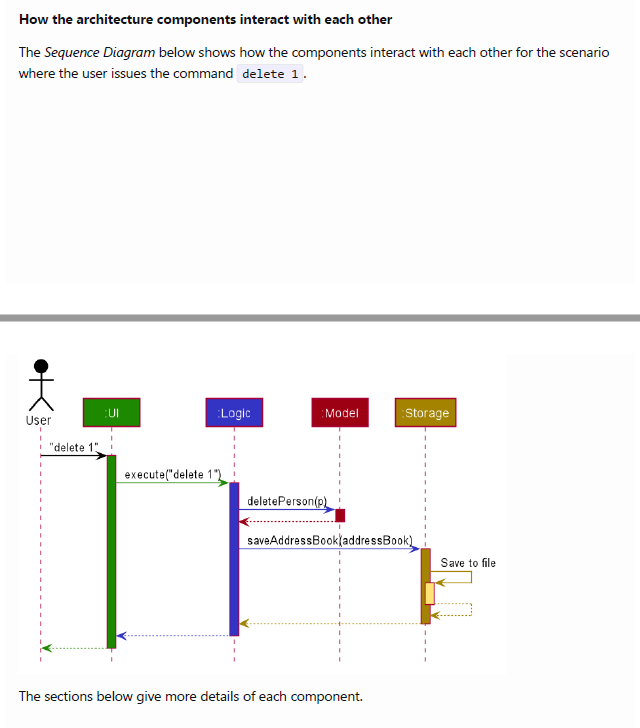 How the architecture components interact with each other
The Sequence Diagram below shows how the components interact with each other for the scenario
where the user issues the command delete 1.
User
:UI
:Logic
:Model
:Storage
"delete 1"
execute("delete 1")
deletePerson(p)
saveAddressBook(addressBook)
Save to file
The sections below give more details of each component.